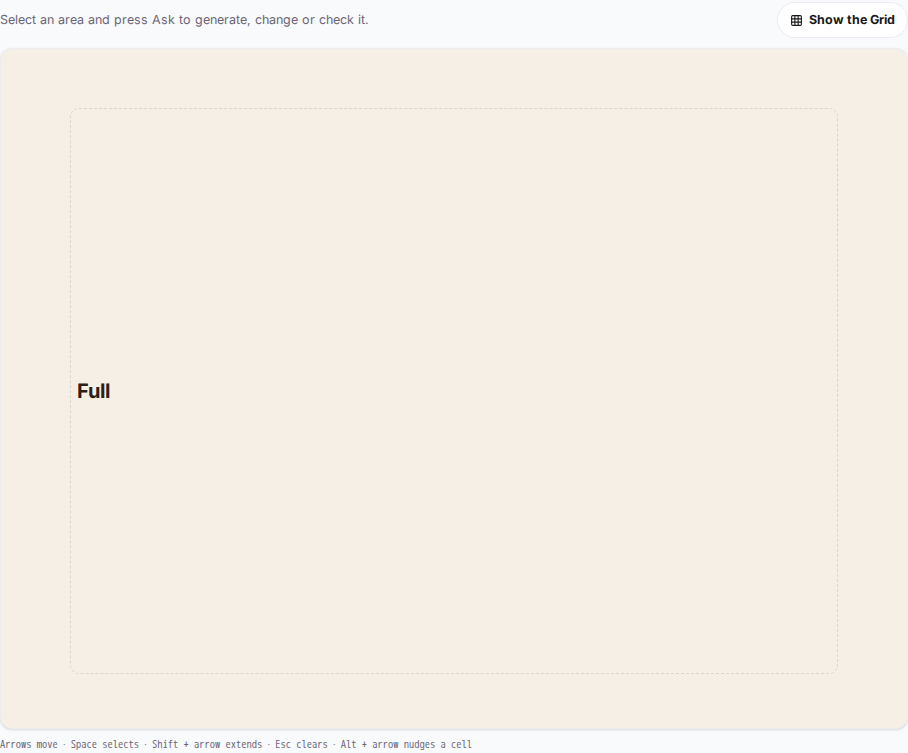 Select an area and press Ask to generate, change or check it.
Show the Grid
Full
Arrows move · Space selects · Shift + arrow extends · Esc clears · Alt + arrow nudges a cell